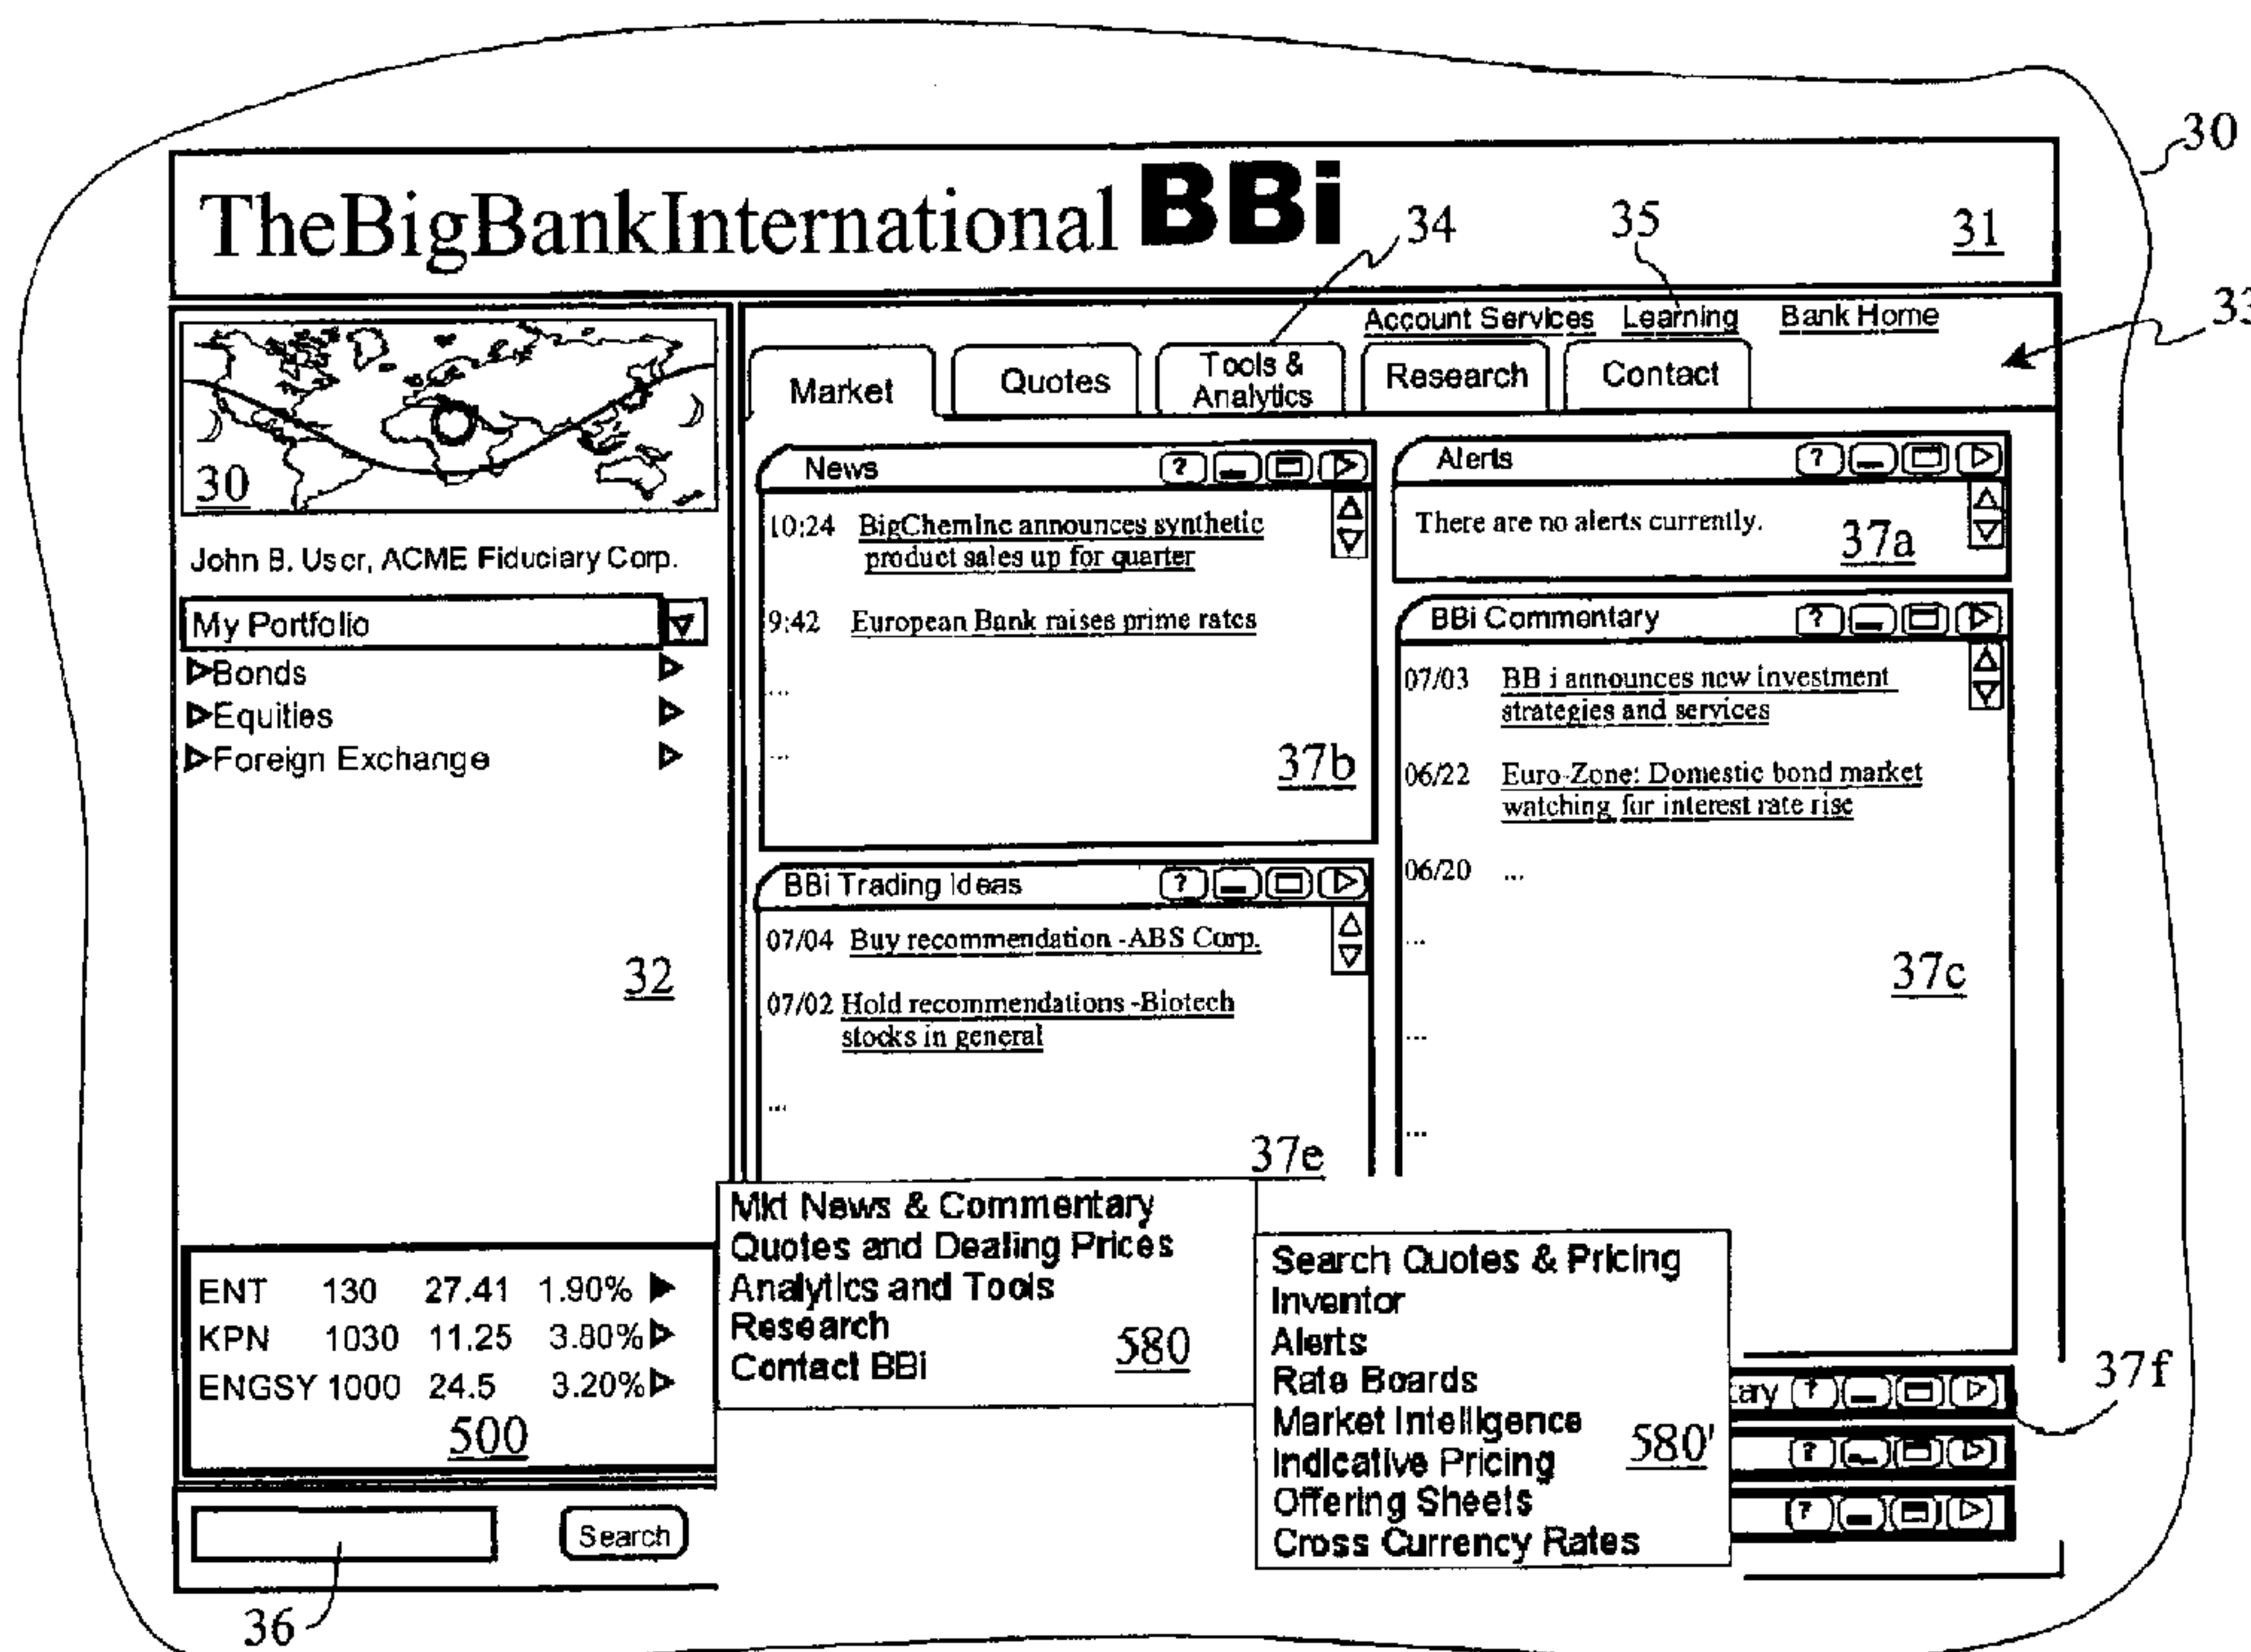 30
TheBigBankInternational BBi
34
35
31
33
Account Services Learning Bank Home
Market Quotes Tools & Analytics Research Contact
30
John B. User, ACME Fiduciary Corp.
My Portfolio
Bonds
Equities
Foreign Exchange
32
News ?
10:24 BigChemInc announces synthetic
product sales up for quarter
9:42 European Bank raises prime rates
...
...
37b
Alerts ?
There are no alerts currently.
37a
BBi Commentary ?
07/03 BB i announces new investment
strategies and services
06/22 Euro-Zone: Domestic bond market
watching for interest rate rise
06/20 ...
...
37c
...
...
BBi Trading Ideas ?
07/04 Buy recommendation -ABS Corp.
07/02 Hold recommendations -Biotech
stocks in general
...
37e
ENT 130 27.41 1.90%
KPN 1030 11.25 3.80%
ENGSY 1000 24.5 3.20%
500
Mkt News & Commentary
Quotes and Dealing Prices
Analytics and Tools
Research
Contact BBi
580
Search Quotes & Pricing
Inventor
Alerts
Rate Boards
Market Intelligence
Indicative Pricing
Offering Sheets
Cross Currency Rates
580'
tary ?
?
?
37f
Search
36